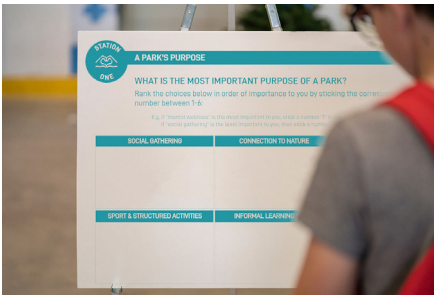 STATION
ONE
A PARK'S PURPOSE
WHAT IS THE MOST IMPORTANT PURPOSE OF A PARK?
Rank the choices below in order of importance to you by sticking the
number between 1-6:
SOCIAL GATHERING
CONNECTION TO NATURE
SPORT & STRUCTURED ACTIVITIES
INFORMAL LEARNING